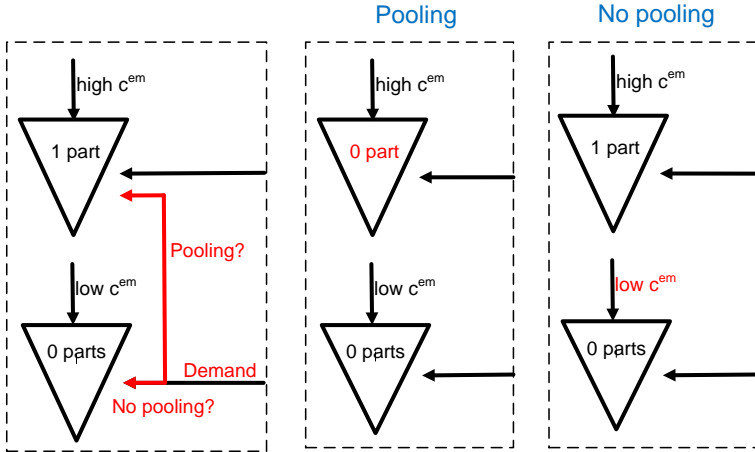 Pooling
No pooling
high c^em
1 part
Pooling?
low c^em
0 parts
Demand
No pooling?
high c^em
0 part
low c^em
0 parts
high c^em
1 part
low c^em
0 parts